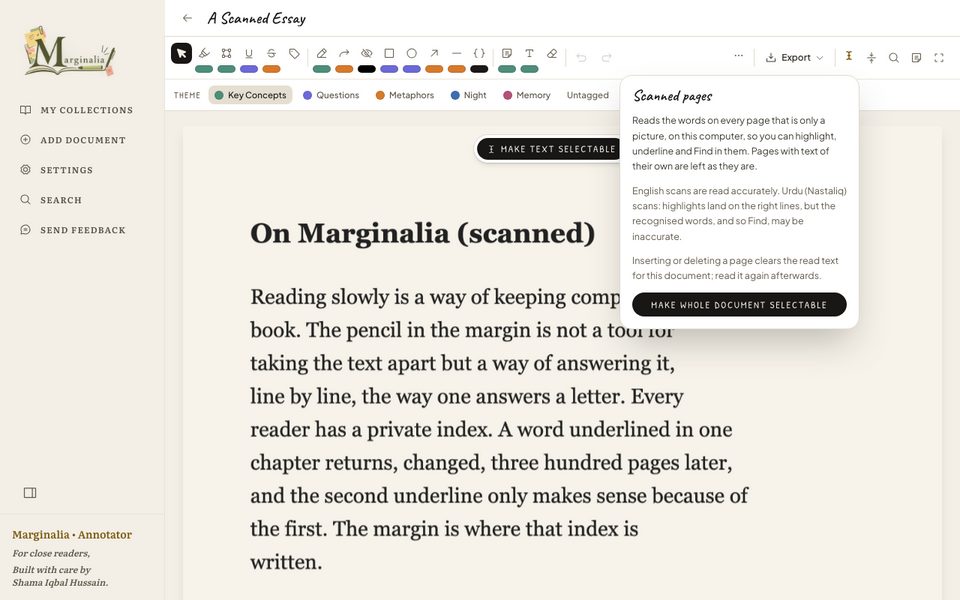 Marginalia
MY COLLECTIONS
ADD DOCUMENT
SETTINGS
SEARCH
SEND FEEDBACK
Marginalia • Annotator
For close readers,
Built with care by
Shama Iqbal Hussain.
A Scanned Essay
Export
THEME Key Concepts Questions Metaphors Night Memory Untagged
MAKE TEXT SELECTABLE
Scanned pages
Reads the words on every page that is only a
picture, on this computer, so you can highlight,
underline and Find in them. Pages with text of
their own are left as they are.
English scans are read accurately. Urdu (Nastaliq)
scans: highlights land on the right lines, but the
recognised words, and so Find, may be
inaccurate.
Inserting or deleting a page clears the read text
for this document; read it again afterwards.
MAKE WHOLE DOCUMENT SELECTABLE
On Marginalia (scanned)
Reading slowly is a way of keeping
book. The pencil in the margin is not a tool for
taking the text apart but a way of answering it,
line by line, the way one answers a letter. Every
reader has a private index. A word underlined in one
chapter returns, changed, three hundred pages later,
and the second underline only makes sense because of
the first. The margin is where that index is
written.